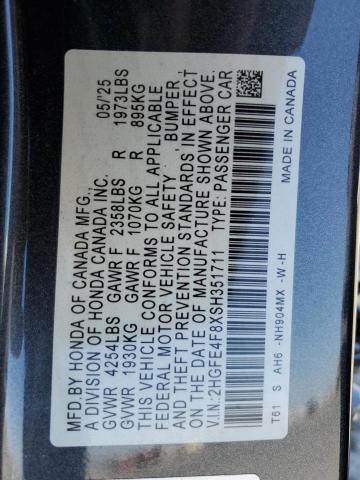 MFD.BY HONDA OF CANADA MFG., 05/'25
A DIVISION OF HONDA CANADA INC.
GVWR 4254LBS GAWR F 2358LBS R 1973LBS
GVWR 1930KG GAWR F 1070KG R 895KG
THIS VEHICLE CONFORMS TO ALL APPLICABLE
FEDERAL MOTOR VEHICLE SAFETY , BUMPER ,
AND THEFT PREVENTION STANDARDS IN EFFECT
ON THE DATE OF MANUFACTURE SHOWN ABOVE.
V.I.N.:2HGFE4F8XSH351711 TYPE: PASSENGER CAR
T61 S AH6 -NH904MX -W-H MADE IN CANADA